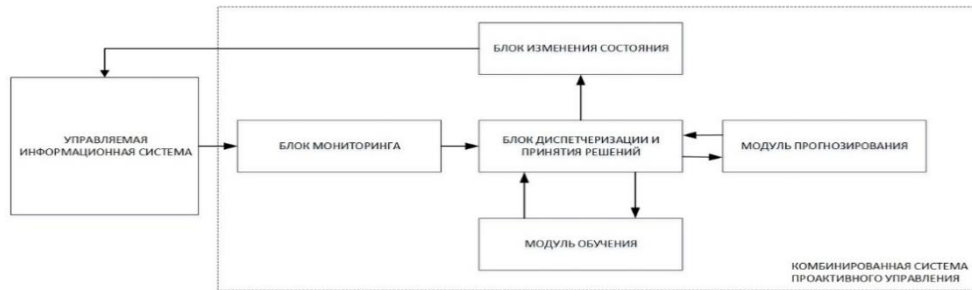 БЛОК ИЗМЕНЕНИЯ СОСТОЯНИЯ
УПРАВЛЯЕМАЯ
ИНФОРМАЦИОННАЯ СИСТЕМА
БЛОК МОНИТОРИНГА
БЛОК ДИСПЕТЧЕРИЗАЦИИ И
ПРИНЯТИЯ РЕШЕНИЙ
МОДУЛЬ ПРОГНОЗИРОВАНИЯ
МОДУЛЬ ОБУЧЕНИЯ
КОМБИНИРОВАННАЯ СИСТЕМА
ПРОАКТИВНОГО УПРАВЛЕНИЯ